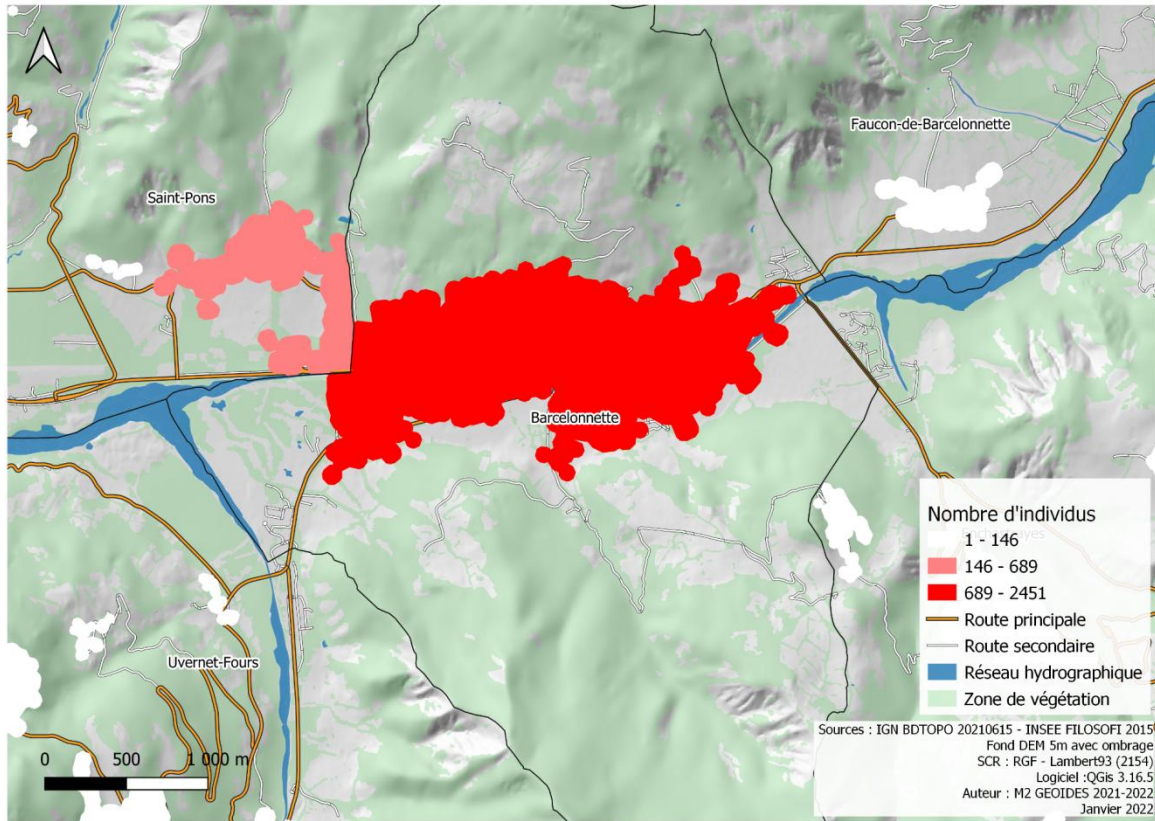 Faucon-de-Barcelonnette
Saint-Pons
Barcelonnette
Uvernet-Fours
0 500 1 000 m
Nombre d'individus
1 - 146
146 - 689
689 - 2451
Route principale
Route secondaire
Réseau hydrographique
Zone de végétation
Sources : IGN BDTOPO 20210615 - INSEE FILOSOFI 2015
Fond DEM 5m avec ombrage
SCR : RGF - Lambert93 (2154)
Logiciel :QGis 3.16.5
Auteur : M2 GEOIDES 2021-2022
Janvier 2022